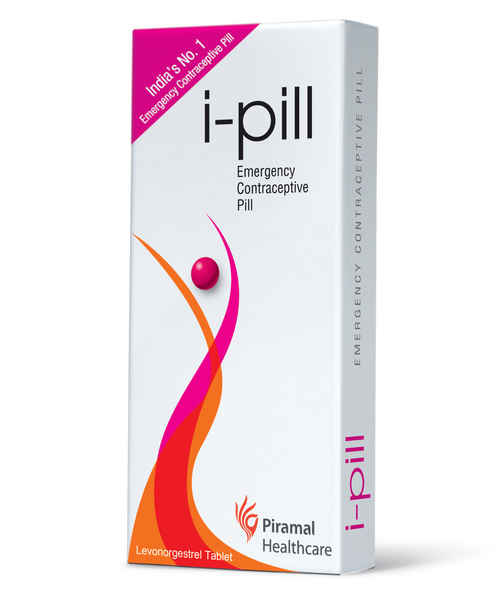 India's No. 1
Emergency Contraceptive Pill
i-pill
Emergency
Contraceptive
Pill
Piramal
Healthcare
Levonorgestrel Tablet
EMERGENCY CONTRACEPTIVE PILL
i-pill